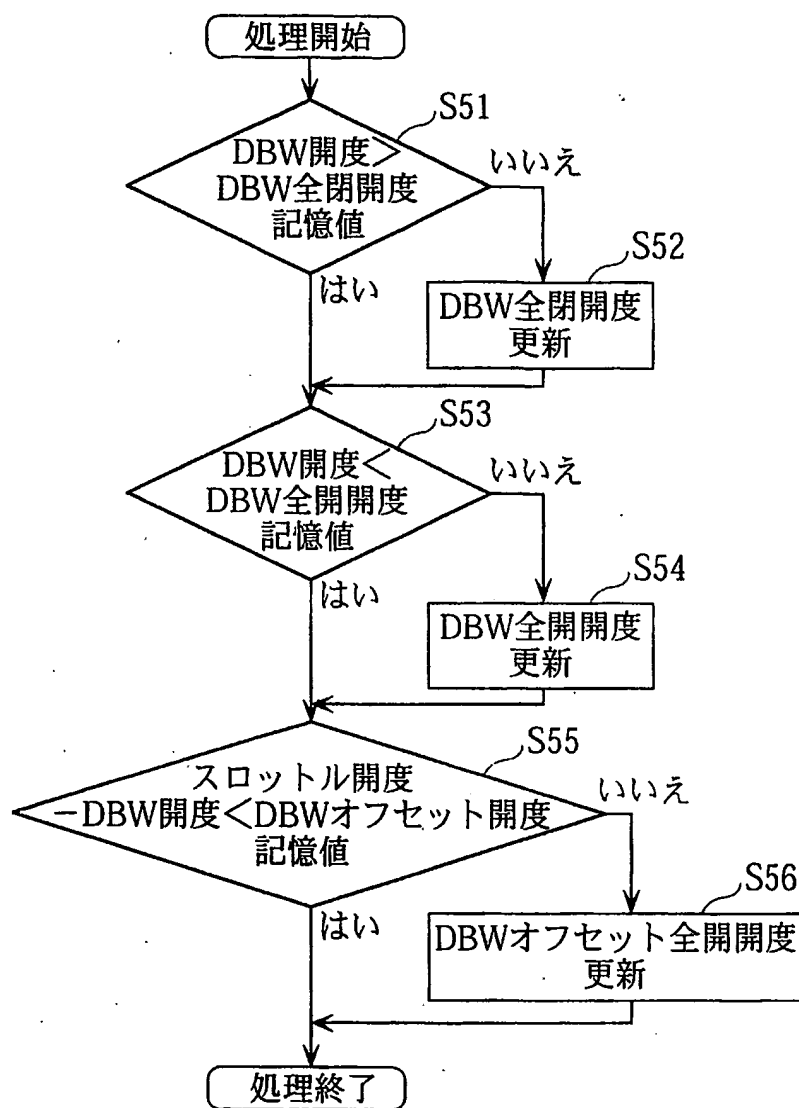 処理開始
S51
DBW開度>
DBW全閉開度
記憶値
いいえ
はい
S52
DBW全閉開度
更新
S53
DBW開度<
DBW全開開度
記憶値
いいえ
はい
S54
DBW全開開度
更新
S55
スロットル開度
-DBW開度<DBWオフセット開度
記憶値
いいえ
はい
S56
DBWオフセット全開開度
更新
処理終了